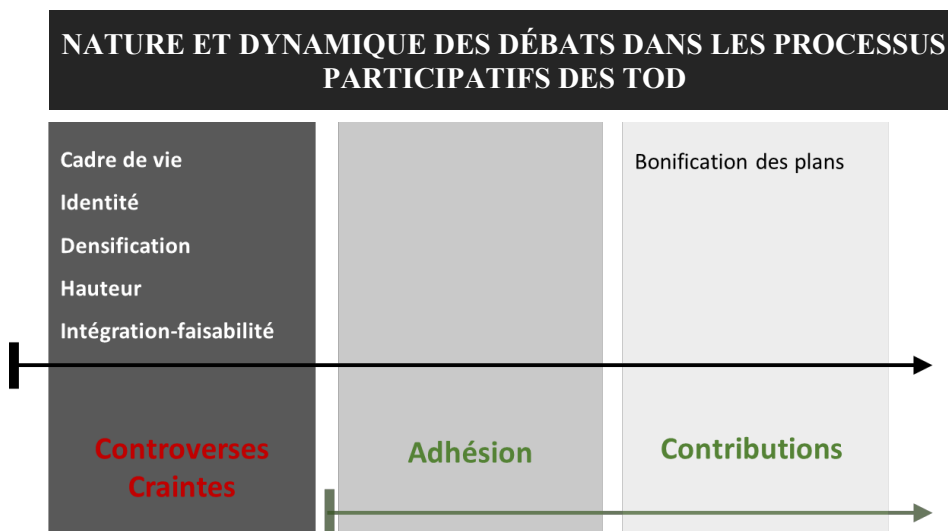 NATURE ET DYNAMIQUE DES DÉBATS DANS LES PROCESSUS
PARTICIPATIFS DES TOD
Cadre de vie
Identité
Densification
Hauteur
Intégration-faisabilité
Bonification des plans
Controverses
Craintes
Adhésion
Contributions